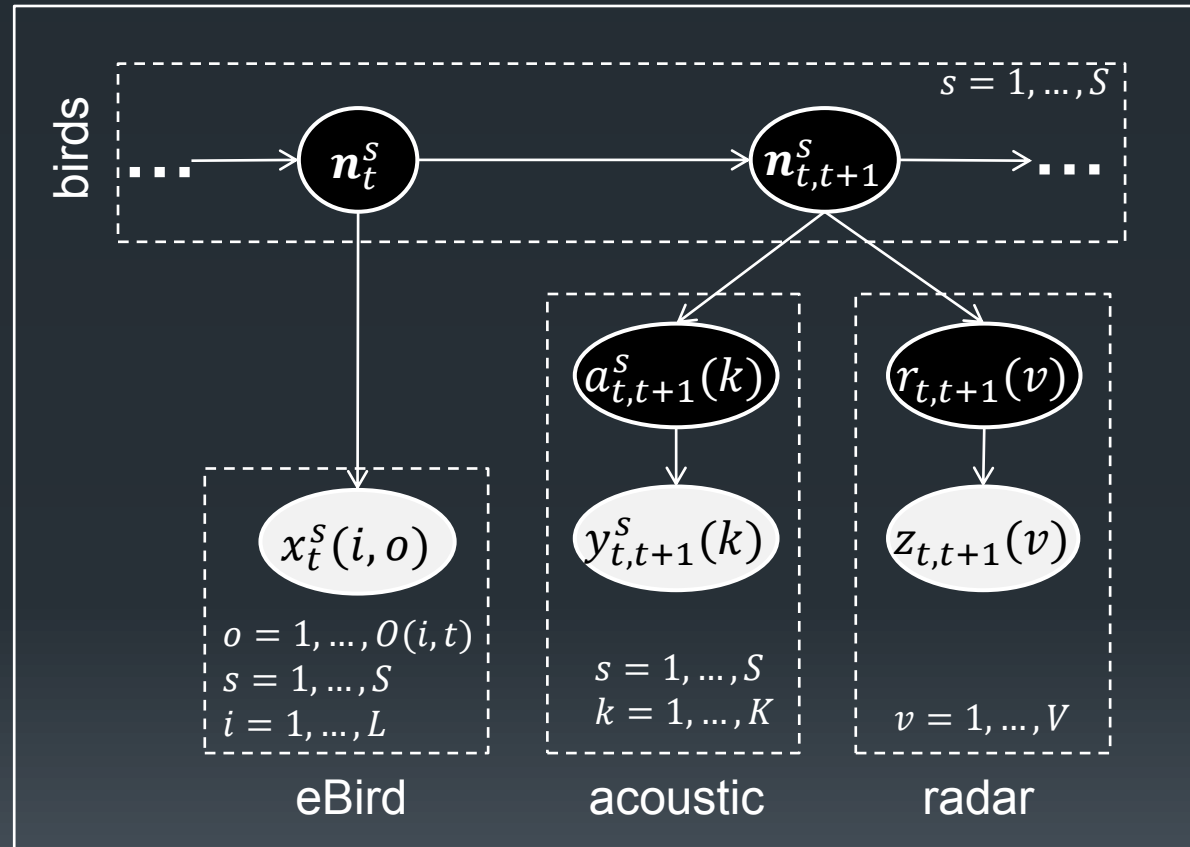 birds
s = 1, …, S
… n_t^s n_{t,t+1}^s …
a_{t,t+1}^s(k) r_{t,t+1}(v)
x_t^s(i, o) y_{t,t+1}^s(k) z_{t,t+1}(v)
o = 1, …, O(i, t)
s = 1, …, S
i = 1, …, L
s = 1, …, S
k = 1, …, K
v = 1, …, V
eBird acoustic radar